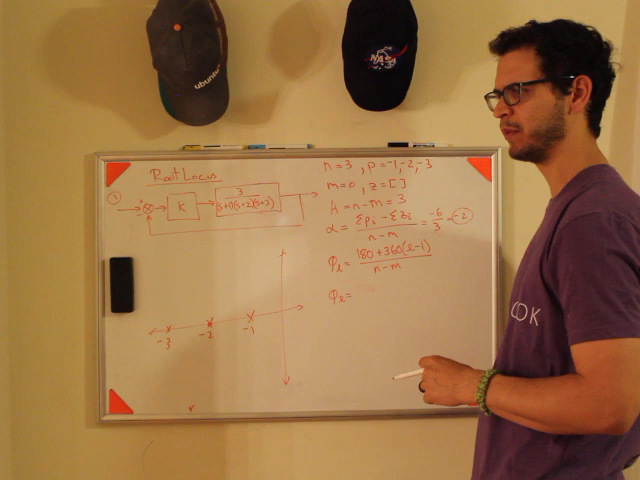 ubuntu
NASA
Root Locus
n=3 , p=-1,-2,-3
m=0 , z=[]
A=n-m=3
α=Σpi-Σzi/n-m=-6/3=-2
Φl=180+360(l-1)/n-m
Φl=
1
+
-
K
3/(s+1)(s+2)(s+3)
-3 -2 -1
OOK